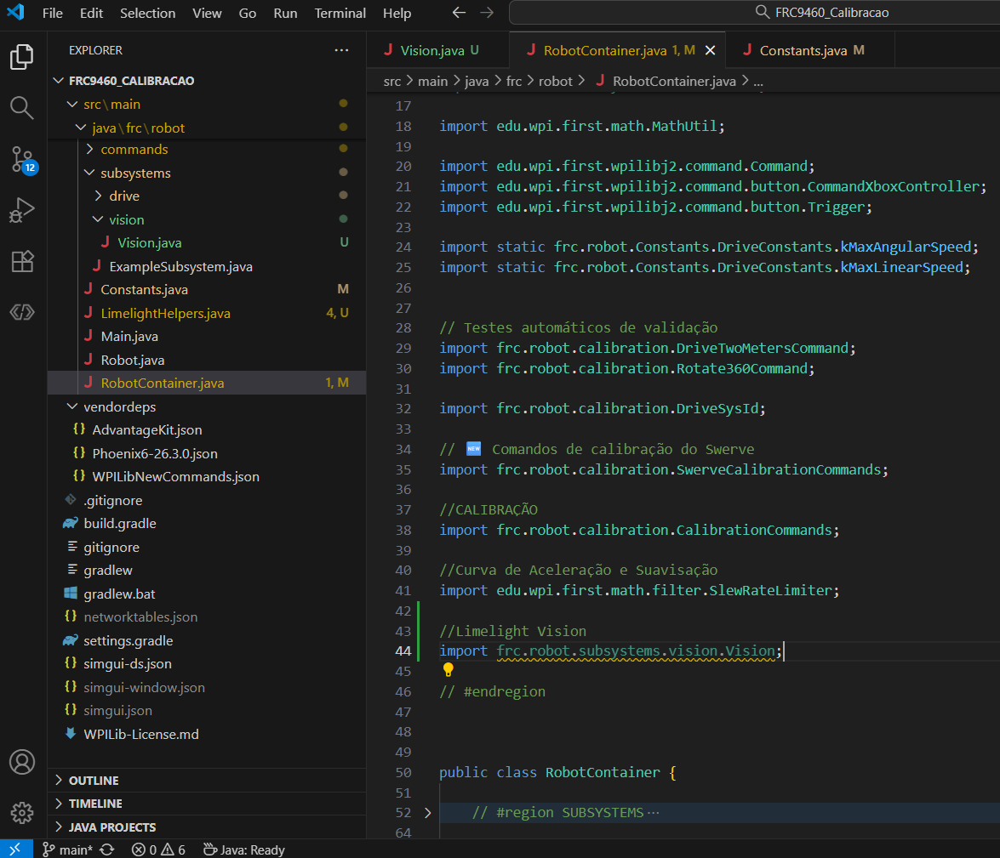 File Edit Selection View Go Run Terminal Help
FRC9460_Calibracao
EXPLORER
FRC9460_CALIBRACAO
src\main
java\frc\robot
commands
subsystems
drive
vision
Vision.java U
ExampleSubsystem.java
Constants.java M
LimelightHelpers.java 4, U
Main.java
Robot.java
RobotContainer.java 1, M
vendordeps
{} AdvantageKit.json
{} Phoenix6-26.3.0.json
{} WPILibNewCommands.json
.gitignore
build.gradle
gitignore
gradlew
gradlew.bat
{} networktables.json
settings.gradle
{} simgui-ds.json
{} simgui-window.json
{} simgui.json
WPILib-License.md
OUTLINE
TIMELINE
JAVA PROJECTS
12
Vision.java U
RobotContainer.java 1, M
Constants.java M
src > main > java > frc > robot > RobotContainer.java > ...
17
18 import edu.wpi.first.math.MathUtil;
19
20 import edu.wpi.first.wpilibj2.command.Command;
21 import edu.wpi.first.wpilibj2.command.button.CommandXboxController;
22 import edu.wpi.first.wpilibj2.command.button.Trigger;
23
24 import static frc.robot.Constants.DriveConstants.kMaxAngularSpeed;
25 import static frc.robot.Constants.DriveConstants.kMaxLinearSpeed;
26
27
28 // Testes automáticos de validação
29 import frc.robot.calibration.DriveTwoMetersCommand;
30 import frc.robot.calibration.Rotate360Command;
31
32 import frc.robot.calibration.DriveSysId;
33
34 // 🆕 Comandos de calibração do Swerve
35 import frc.robot.calibration.SwerveCalibrationCommands;
36
37 //CALIBRAÇÃO
38 import frc.robot.calibration.CalibrationCommands;
39
40 //Curva de Aceleração e Suavisação
41 import edu.wpi.first.math.filter.SlewRateLimiter;
42
43 //Limelight Vision
44 import frc.robot.subsystems.vision.Vision;
45
46 // #endregion
47
48
49
50 public class RobotContainer {
51
52 // #region SUBSYSTEMS ...
64
main* 0 6 Java: Ready